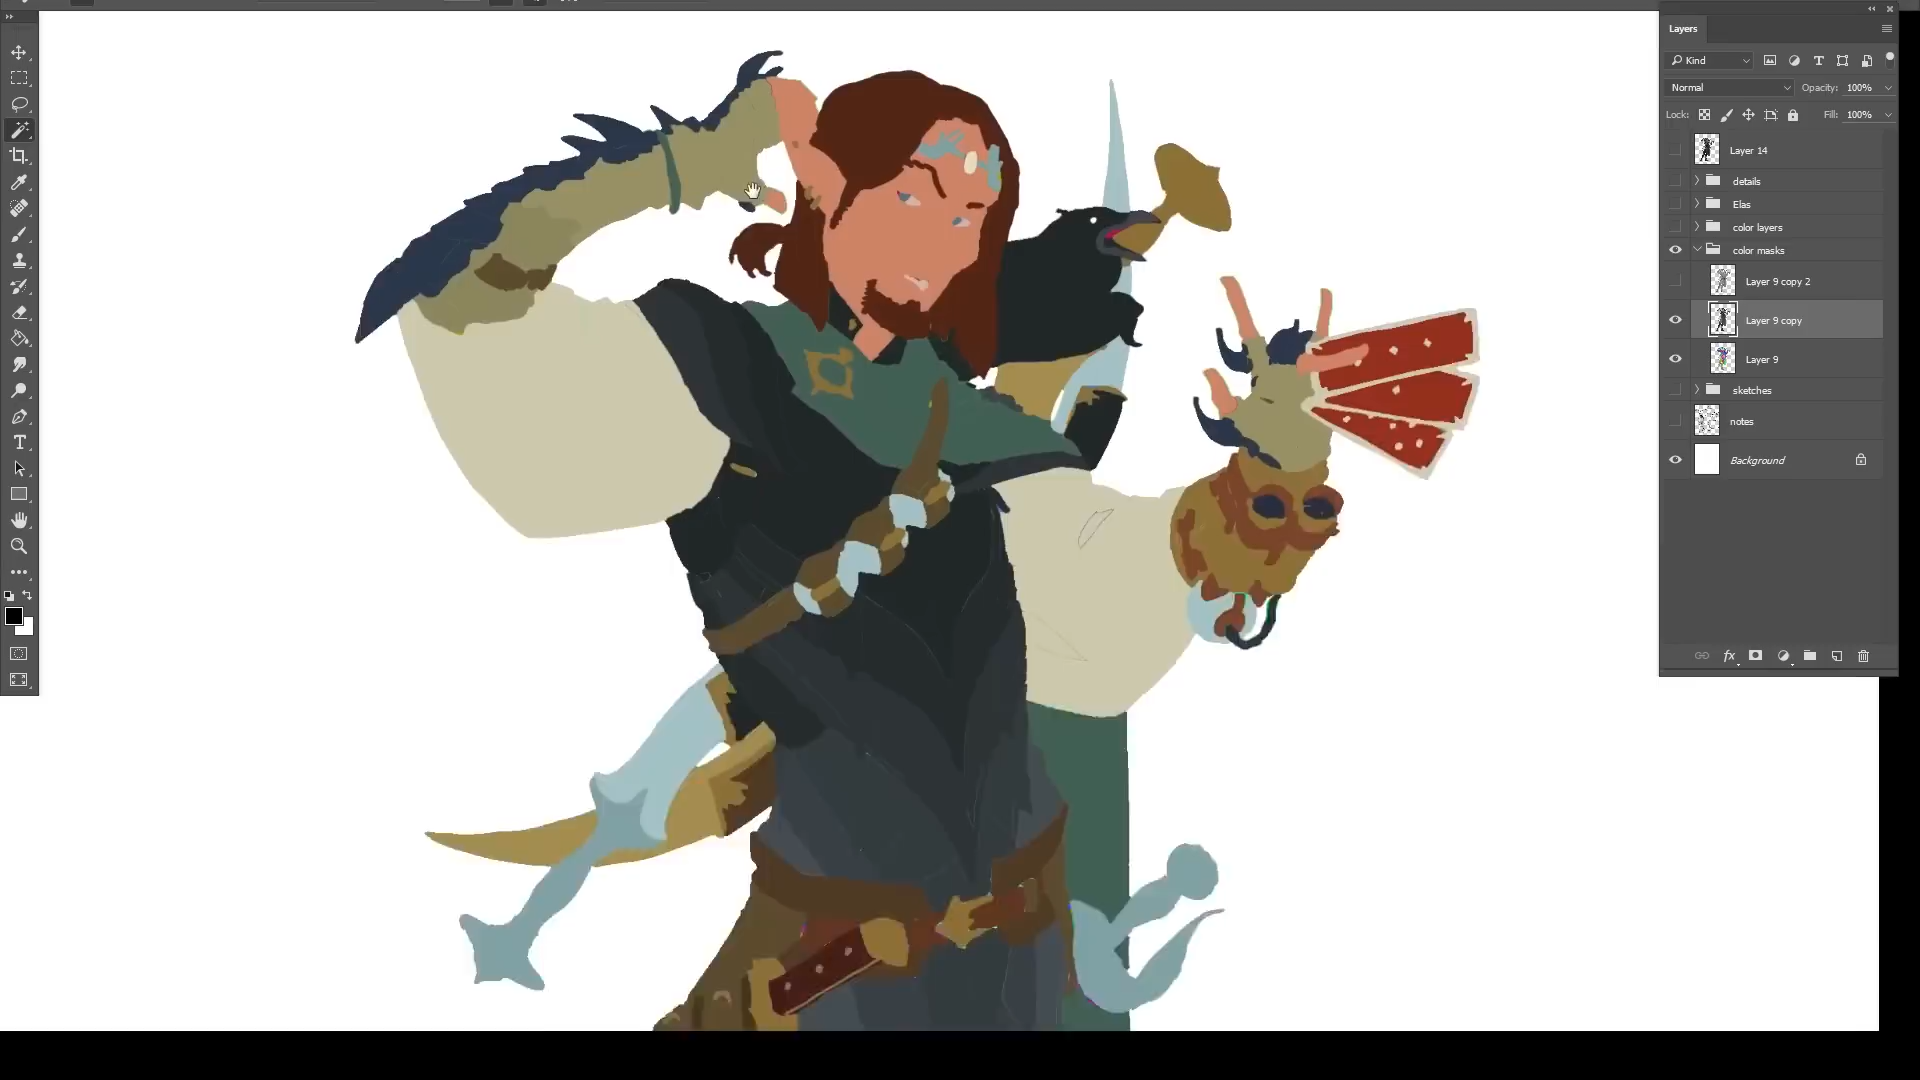 Layers
Kind
Normal
Opacity: 100%
Lock:
Fill: 100%
Layer 14
details
Elas
color layers
color masks
Layer 9 copy 2
Layer 9 copy
Layer 9
sketches
notes
Background